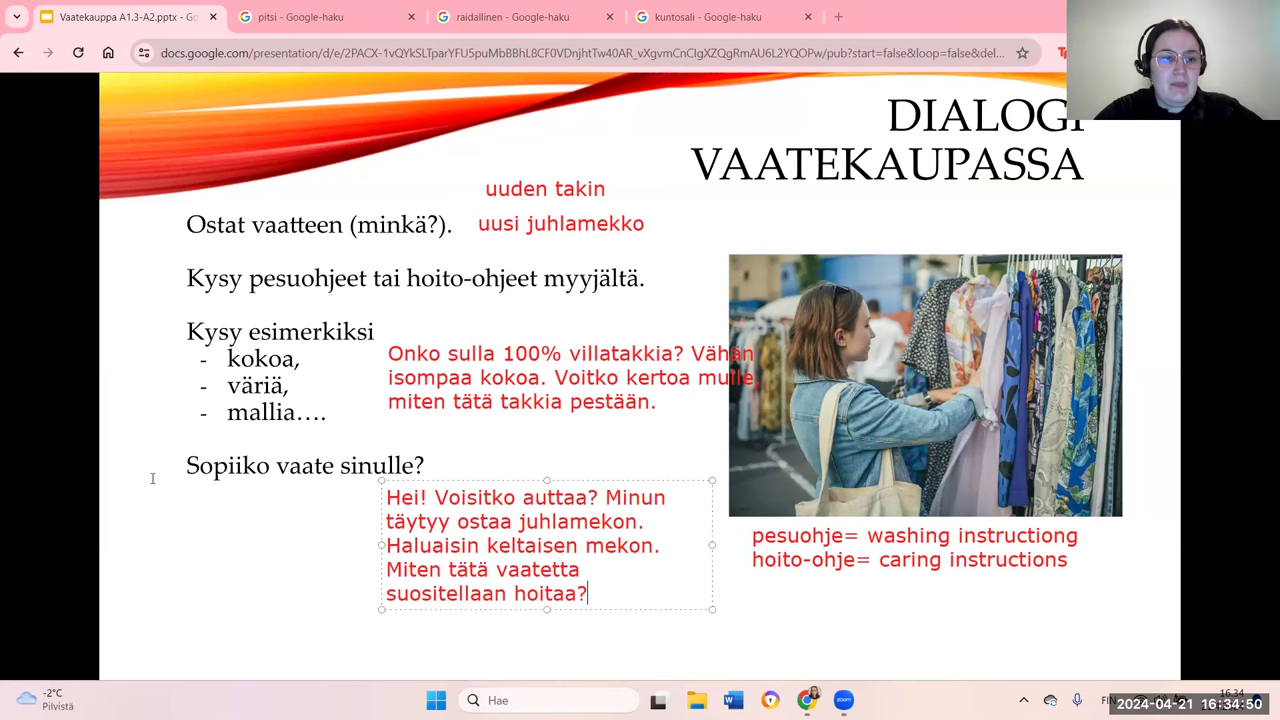 Vaatekauppa A1.3-A2.pptx - Go
pitsi - Google-haku
raidallinen - Google-haku
kuntosali - Google-haku
docs.google.com/presentation/d/e/2PACX-1vQYkSLTparYFU5puMbBBhL8CF0VDnjhtTw40AR_vXgvmCnClgXZQgRmAU6L2YQOPw/pub?start=false&loop=false&del...
DIALOGI
VAATEKAUPASSA
uuden takin
Ostat vaatteen (minkä?).
uusi juhlamekko
Kysy pesuohjeet tai hoito-ohjeet myyjältä.
Kysy esimerkiksi
- kokoa,
- väriä,
- mallia….
Onko sulla 100% villatakkia? Vähän
isompaa kokoa. Voitko kertoa mulle,
miten tätä takkia pestään.
Sopiiko vaate sinulle?
Hei! Voisitko auttaa? Minun
täytyy ostaa juhlamekon.
Haluaisin keltaisen mekon.
Miten tätä vaatetta
suositellaan hoitaa?
pesuohje= washing instructiong
hoito-ohje= caring instructions
-2°C
Pilvistä
Hae
zoom
FIN
16.34
2024-04-21 16:34:50